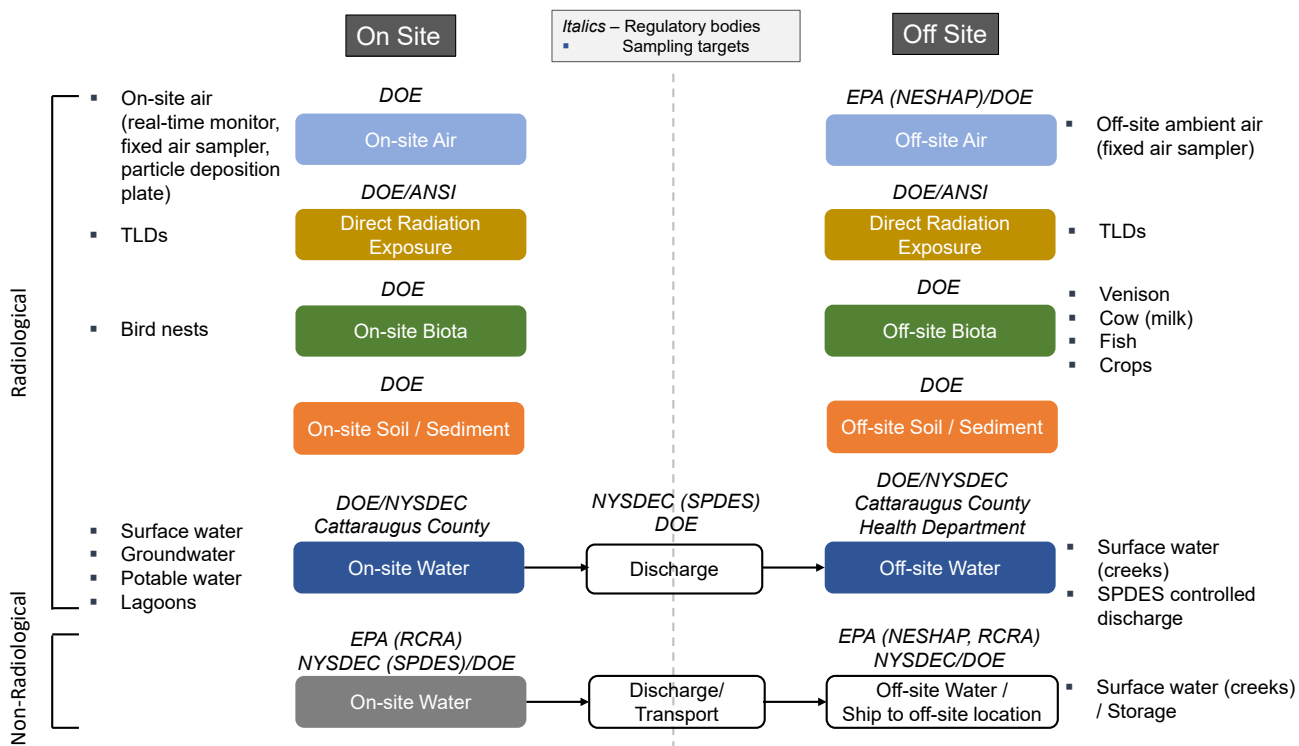 On Site
Italics – Regulatory bodies
▪ Sampling targets
Off Site
Radiological
▪ On-site air
(real-time monitor,
fixed air sampler,
particle deposition
plate)
DOE
On-site Air
EPA (NESHAP)/DOE
Off-site Air
▪ Off-site ambient air
(fixed air sampler)
▪ TLDs
DOE/ANSI
Direct Radiation
Exposure
DOE/ANSI
Direct Radiation
Exposure
▪ TLDs
▪ Bird nests
DOE
On-site Biota
DOE
Off-site Biota
▪ Venison
▪ Cow (milk)
▪ Fish
▪ Crops
DOE
On-site Soil / Sediment
DOE
Off-site Soil / Sediment
▪ Surface water
▪ Groundwater
▪ Potable water
▪ Lagoons
DOE/NYSDEC
Cattaraugus County
On-site Water
NYSDEC (SPDES)
DOE
Discharge
DOE/NYSDEC
Cattaraugus County
Health Department
Off-site Water
▪ Surface water
(creeks)
▪ SPDES controlled
discharge
Non-Radiological
EPA (RCRA)
NYSDEC (SPDES)/DOE
On-site Water
Discharge/
Transport
EPA (NESHAP, RCRA)
NYSDEC/DOE
Off-site Water /
Ship to off-site location
▪ Surface water (creeks)
/ Storage